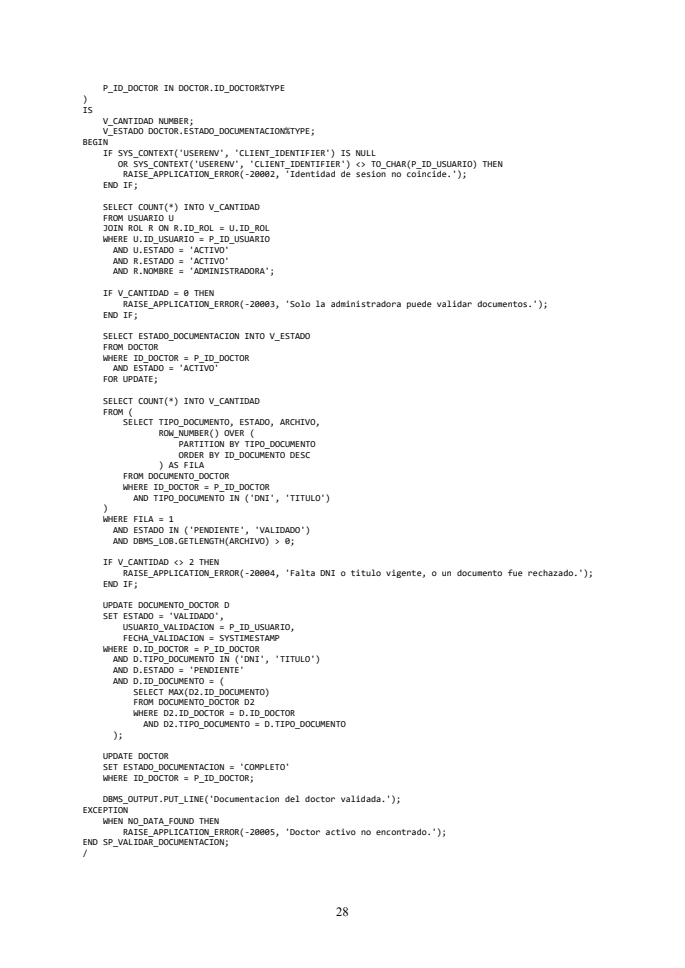 P_ID_DOCTOR IN DOCTOR.ID_DOCTOR%TYPE
)
IS
V_CANTIDAD NUMBER;
V_ESTADO DOCTOR.ESTADO_DOCUMENTACION%TYPE;
BEGIN
IF SYS_CONTEXT('USERENV', 'CLIENT_IDENTIFIER') IS NULL
OR SYS_CONTEXT('USERENV', 'CLIENT_IDENTIFIER') <> TO_CHAR(P_ID_USUARIO) THEN
RAISE_APPLICATION_ERROR(-20002, 'Identidad de sesion no coincide.');
END IF;
SELECT COUNT(*) INTO V_CANTIDAD
FROM USUARIO U
JOIN ROL R ON R.ID_ROL = U.ID_ROL
WHERE U.ID_USUARIO = P_ID_USUARIO
AND U.ESTADO = 'ACTIVO'
AND R.ESTADO = 'ACTIVO'
AND R.NOMBRE = 'ADMINISTRADORA';
IF V_CANTIDAD = 0 THEN
RAISE_APPLICATION_ERROR(-20003, 'Solo la administradora puede validar documentos.');
END IF;
SELECT ESTADO_DOCUMENTACION INTO V_ESTADO
FROM DOCTOR
WHERE ID_DOCTOR = P_ID_DOCTOR
AND ESTADO = 'ACTIVO'
FOR UPDATE;
SELECT COUNT(*) INTO V_CANTIDAD
FROM (
SELECT TIPO_DOCUMENTO, ESTADO, ARCHIVO,
ROW_NUMBER() OVER (
PARTITION BY TIPO_DOCUMENTO
ORDER BY ID_DOCUMENTO DESC
) AS FILA
FROM DOCUMENTO_DOCTOR
WHERE ID_DOCTOR = P_ID_DOCTOR
AND TIPO_DOCUMENTO IN ('DNI', 'TITULO')
)
WHERE FILA = 1
AND ESTADO IN ('PENDIENTE', 'VALIDADO')
AND DBMS_LOB.GETLENGTH(ARCHIVO) > 0;
IF V_CANTIDAD <> 2 THEN
RAISE_APPLICATION_ERROR(-20004, 'Falta DNI o titulo vigente, o un documento fue rechazado.');
END IF;
UPDATE DOCUMENTO_DOCTOR D
SET ESTADO = 'VALIDADO',
USUARIO_VALIDACION = P_ID_USUARIO,
FECHA_VALIDACION = SYSTIMESTAMP
WHERE D.ID_DOCTOR = P_ID_DOCTOR
AND D.TIPO_DOCUMENTO IN ('DNI', 'TITULO')
AND D.ESTADO = 'PENDIENTE'
AND D.ID_DOCUMENTO = (
SELECT MAX(D2.ID_DOCUMENTO)
FROM DOCUMENTO_DOCTOR D2
WHERE D2.ID_DOCTOR = D.ID_DOCTOR
AND D2.TIPO_DOCUMENTO = D.TIPO_DOCUMENTO
);
UPDATE DOCTOR
SET ESTADO_DOCUMENTACION = 'COMPLETO'
WHERE ID_DOCTOR = P_ID_DOCTOR;
DBMS_OUTPUT.PUT_LINE('Documentacion del doctor validada.');
EXCEPTION
WHEN NO_DATA_FOUND THEN
RAISE_APPLICATION_ERROR(-20005, 'Doctor activo no encontrado.');
END SP_VALIDAR_DOCUMENTACION;
/
28